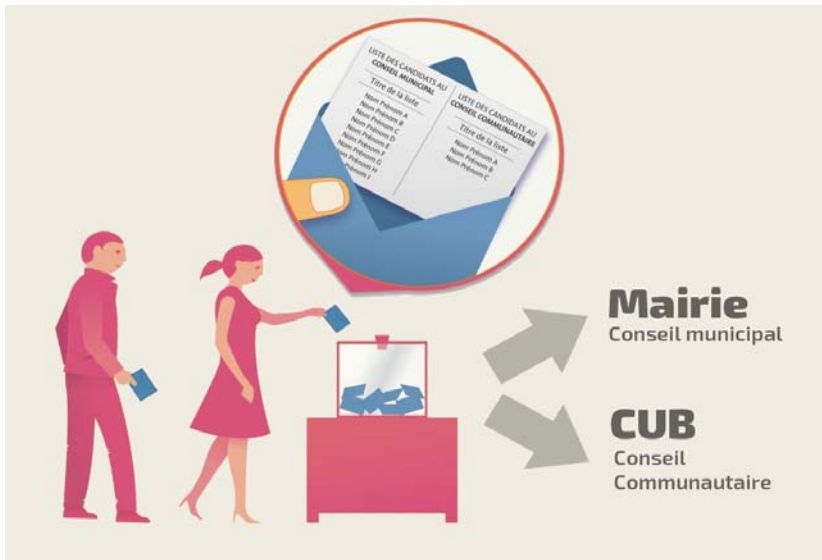 LISTE DES CANDIDATS AU
CONSEIL MUNICIPAL
Titre de la liste
Nom Prénom A
Nom Prénom B
Nom Prénom C
Nom Prénom D
Nom Prénom E
Nom Prénom F
Nom Prénom G
Nom Prénom H
Nom Prénom I
LISTE DES CANDIDATS AU
CONSEIL COMMUNAUTAIRE
Titre de la liste
Nom Prénom A
Nom Prénom B
Nom Prénom C
Mairie
Conseil municipal
CUB
Conseil
Communautaire